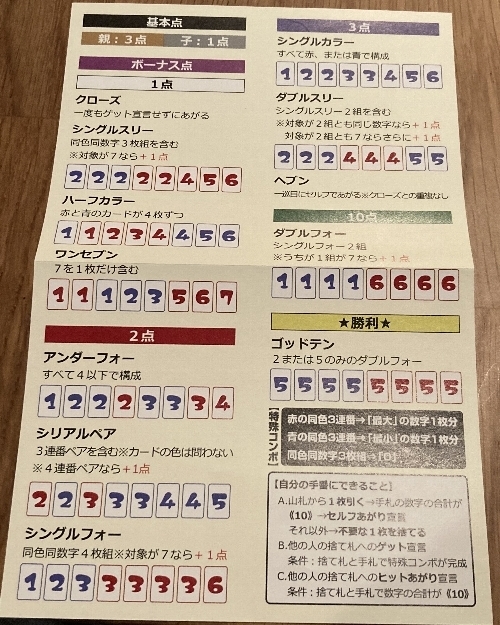 基本点
親：３点 子：１点
ボーナス点
１点
クローズ
一度もゲット宣言せずにあがる
シングルスリー
同色同数字３枚組を含む
※対象が７なら＋１点
2 2 2 2 2 4 5 6
ハーフカラー
赤と青のカードが４枚ずつ
1 1 2 3 4 4 5 6
ワンセブン
７を１枚だけ含む
1 1 1 2 3 5 6 7
２点
アンダーフォー
すべて４以下で構成
1 2 2 2 3 3 3 4
シリアルペア
３連番ペアを含む※カードの色は問わない
※４連番ペアなら＋1点
2 2 3 3 3 4 4 5
シングルフォー
同色同数字４枚組※対象が７なら＋１点
1 2 3 3 3 3 3 6
３点
シングルカラー
すべて赤、または青で構成
1 2 2 3 3 4 5 6
ダブルスリー
シングルスリー２組を含む
※対象が２組とも同じ数字なら＋１点
対象が２組とも７ならさらに＋１点
2 2 2 4 4 4 5 5
ヘブン
一巡目にセルフであがる※クローズとの重複なし
10点
ダブルフォー
シングルフォー２組
※うちが１組が７なら＋１点
1 1 1 1 6 6 6 6
★勝利★
ゴッドテン
２または５のみのダブルフォー
5 5 5 5 5 5 5 5
【特殊コンボ】
赤の同色3連番→「最大」の数字1枚分
青の同色3連番→「最小」の数字1枚分
同色同数字3枚組→「0」
【自分の手番にできること】
A.山札から１枚引く→手札の数字の合計が
《10》→セルフあがり宣言
それ以外→不要な１枚を捨てる
B.他の人の捨て札へのゲット宣言
条件：捨て札と手札で特殊コンボが完成
C.他の人の捨て札へのヒットあがり宣言
条件：捨て札と手札で数字の合計が《10》